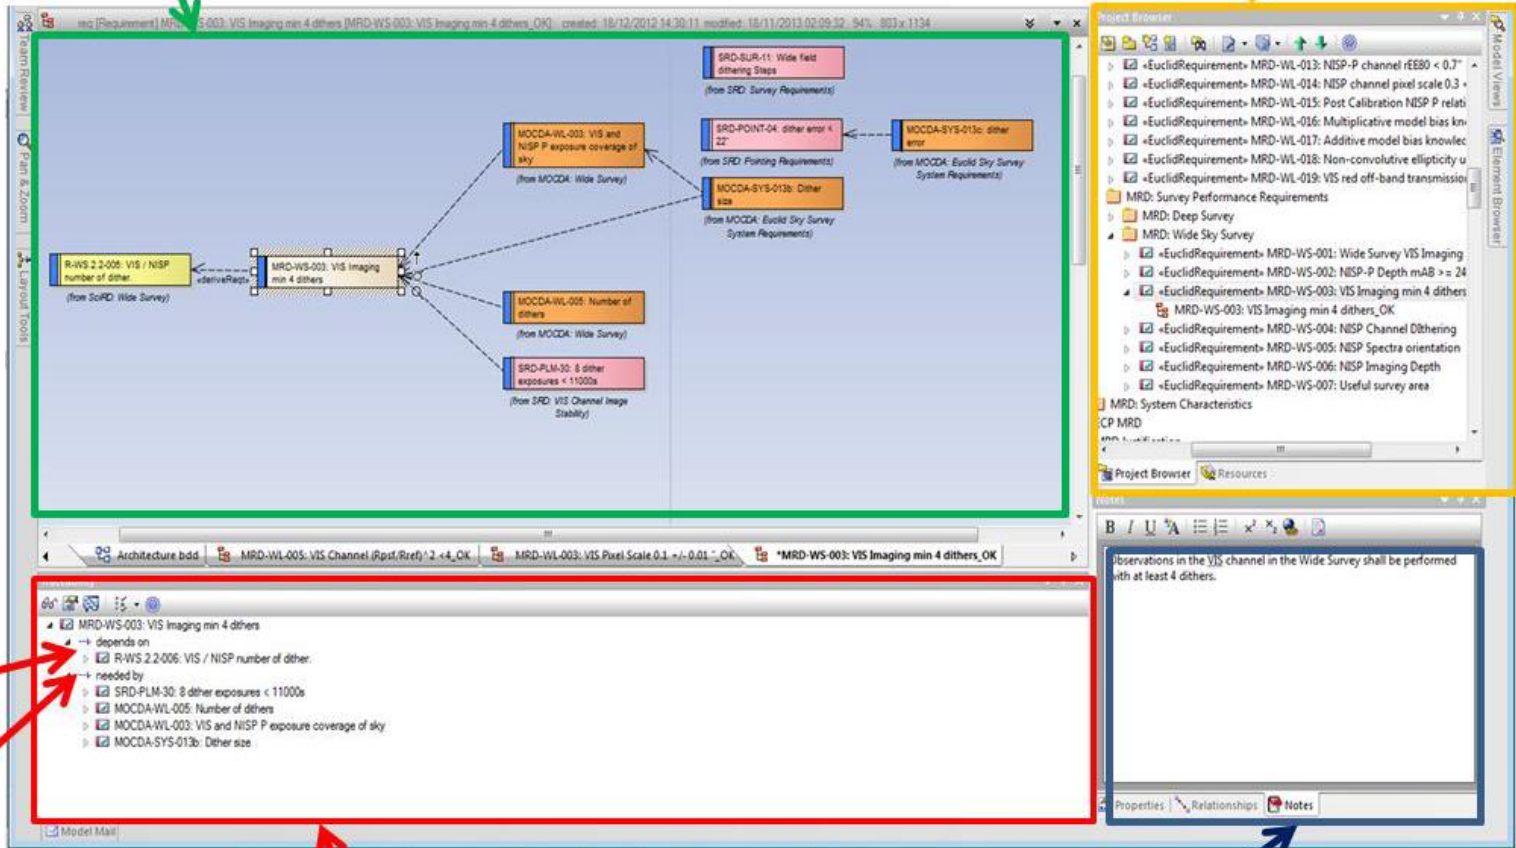 req [Requirement] MRD-WS-003: VIS Imaging min 4 dithers [MRD-WS-003: VIS Imaging min 4 dithers_OK] created: 18/12/2012 14:30:11 modified: 18/11/2013 02:09:32 94% 803 x 1134
Team Review
Pan & Zoom
Layout Tools
SRD-SUR-11: Wide field
dithering Steps
(from SRD: Survey Requirements)
MOCDA-WL-003: VIS and
NISP P exposure coverage of
sky
(from MOCDA: Wide Survey)
SRD-POINT-04: dither error <
22'
(from SRD: Pointing Requirements)
MOCDA-SYS-013c: dither
error
(from MOCDA: Euclid Sky Survey
System Requirements)
MOCDA-SYS-013b: Dither
size
(from MOCDA: Euclid Sky Survey
System Requirements)
R-WS 2.2-006: VIS / NISP
number of dither.
(from SciRD: Wide Survey)
«deriveReqt»
MRD-WS-003: VIS Imaging
min 4 dithers
MOCDA-WL-005: Number of
dithers
(from MOCDA: Wide Survey)
SRD-PLM-30: 8 dither
exposures < 11000s
(from SRD: VIS Channel Image
Stability)
Architecture bdd
MRD-WL-005: VIS Channel (Rpsf/Rref)^2 <4_OK
MRD-WL-003: VIS Pixel Scale 0.1 +/-0.01 "_OK
*MRD-WS-003: VIS Imaging min 4 dithers_OK
MRD-WS-003: VIS Imaging min 4 dithers
depends on
R-WS 2.2-006: VIS / NISP number of dither.
needed by
SRD-PLM-30: 8 dither exposures < 11000s
MOCDA-WL-005: Number of dithers
MOCDA-WL-003: VIS and NISP P exposure coverage of sky
MOCDA-SYS-013b: Dither size
Model Mail
Project Browser
«EuclidRequirement» MRD-WL-013: NISP-P channel rEE80 < 0.7"
«EuclidRequirement» MRD-WL-014: NISP channel pixel scale 0.3
«EuclidRequirement» MRD-WL-015: Post Calibration NISP P relati
«EuclidRequirement» MRD-WL-016: Multiplicative model bias kn
«EuclidRequirement» MRD-WL-017: Additive model bias knowlec
«EuclidRequirement» MRD-WL-018: Non-convolutive ellipticity u
«EuclidRequirement» MRD-WL-019: VIS red off-band transmissio
MRD: Survey Performance Requirements
MRD: Deep Survey
MRD: Wide Sky Survey
«EuclidRequirement» MRD-WS-001: Wide Survey VIS Imaging
«EuclidRequirement» MRD-WS-002: NISP-P Depth mAB >= 24
«EuclidRequirement» MRD-WS-003: VIS Imaging min 4 dithers
MRD-WS-003: VIS Imaging min 4 dithers_OK
«EuclidRequirement» MRD-WS-004: NISP Channel DIthering
«EuclidRequirement» MRD-WS-005: NISP Spectra orientation
«EuclidRequirement» MRD-WS-006: NISP Imaging Depth
«EuclidRequirement» MRD-WS-007: Useful survey area
MRD: System Characteristics
CP MRD
Project Browser
Resources
Model Views
Element Browser
Notes
B I U A
Observations in the VIS channel in the Wide Survey shall be performed
with at least 4 dithers.
Properties
Relationships
Notes